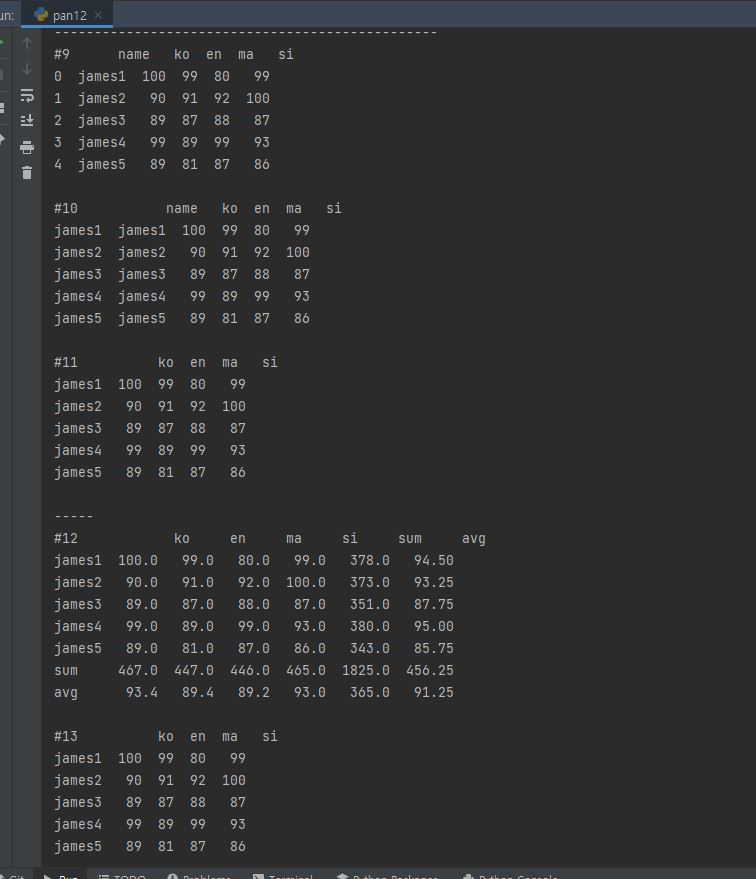 un: pan12 ×
------------------------------------------------
#9      name   ko  en  ma   si
0  james1  100  99  80   99
1  james2   90  91  92  100
2  james3   89  87  88   87
3  james4   99  89  99   93
4  james5   89  81  87   86
#10           name   ko  en  ma   si
james1  james1  100  99  80   99
james2  james2   90  91  92  100
james3  james3   89  87  88   87
james4  james4   99  89  99   93
james5  james5   89  81  87   86
#11          ko  en  ma   si
james1  100  99  80   99
james2   90  91  92  100
james3   89  87  88   87
james4   99  89  99   93
james5   89  81  87   86
-----
#12            ko     en     ma     si     sum     avg
james1  100.0   99.0   80.0   99.0   378.0   94.50
james2   90.0   91.0   92.0  100.0   373.0   93.25
james3   89.0   87.0   88.0   87.0   351.0   87.75
james4   99.0   89.0   99.0   93.0   380.0   95.00
james5   89.0   81.0   87.0   86.0   343.0   85.75
sum     467.0  447.0  446.0  465.0  1825.0  456.25
avg      93.4   89.4   89.2   93.0   365.0   91.25
#13          ko  en  ma   si
james1  100  99  80   99
james2   90  91  92  100
james3   89  87  88   87
james4   99  89  99   93
james5   89  81  87   86
Git Run TODO Problems Terminal Python Packages Python Console